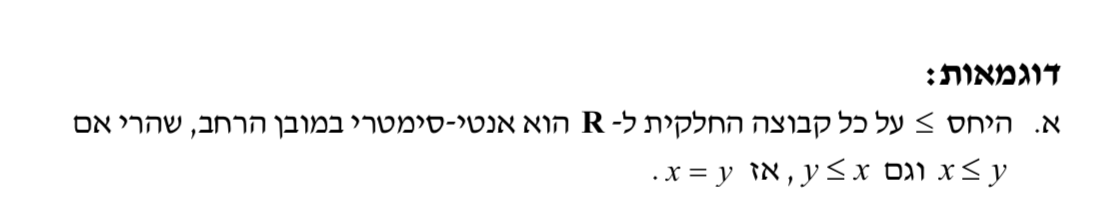 דוגמאות:
א. היחס ≤ על כל קבוצה החלקית ל- R הוא אנטי-סימטרי במובן הרחב, שהרי אם
x ≤ y וגם y ≤ x, אז x = y.